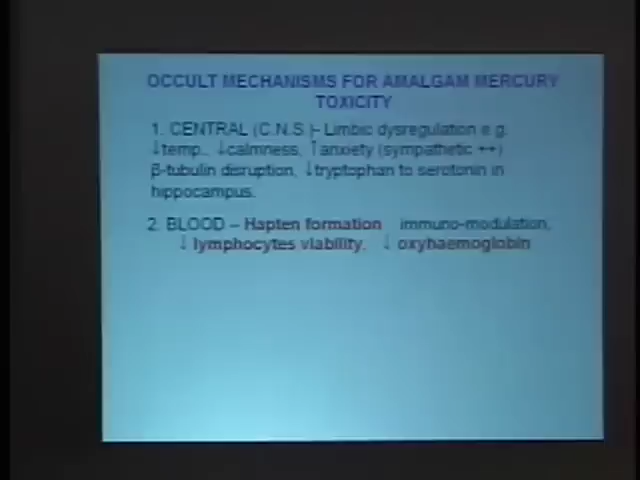 OCCULT MECHANISMS FOR AMALGAM MERCURY
TOXICITY
1. CENTRAL (C.N.S.)- Limbic dysregulation e.g.
↓temp., ↓calmness, ↑anxiety (sympathetic ++)
β-tubulin disruption, ↓tryptophan to serotonin in
hippocampus.
2. BLOOD – Hapten formation immuno-modulation,
↓ lymphocytes viability, ↓ oxyhaemoglobin